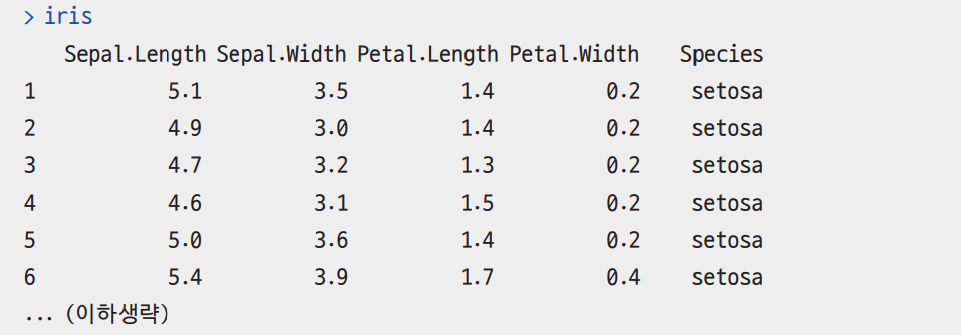 > iris
Sepal.Length Sepal.Width Petal.Length Petal.Width Species
1 5.1 3.5 1.4 0.2 setosa
2 4.9 3.0 1.4 0.2 setosa
3 4.7 3.2 1.3 0.2 setosa
4 4.6 3.1 1.5 0.2 setosa
5 5.0 3.6 1.4 0.2 setosa
6 5.4 3.9 1.7 0.4 setosa
... (이하생략)